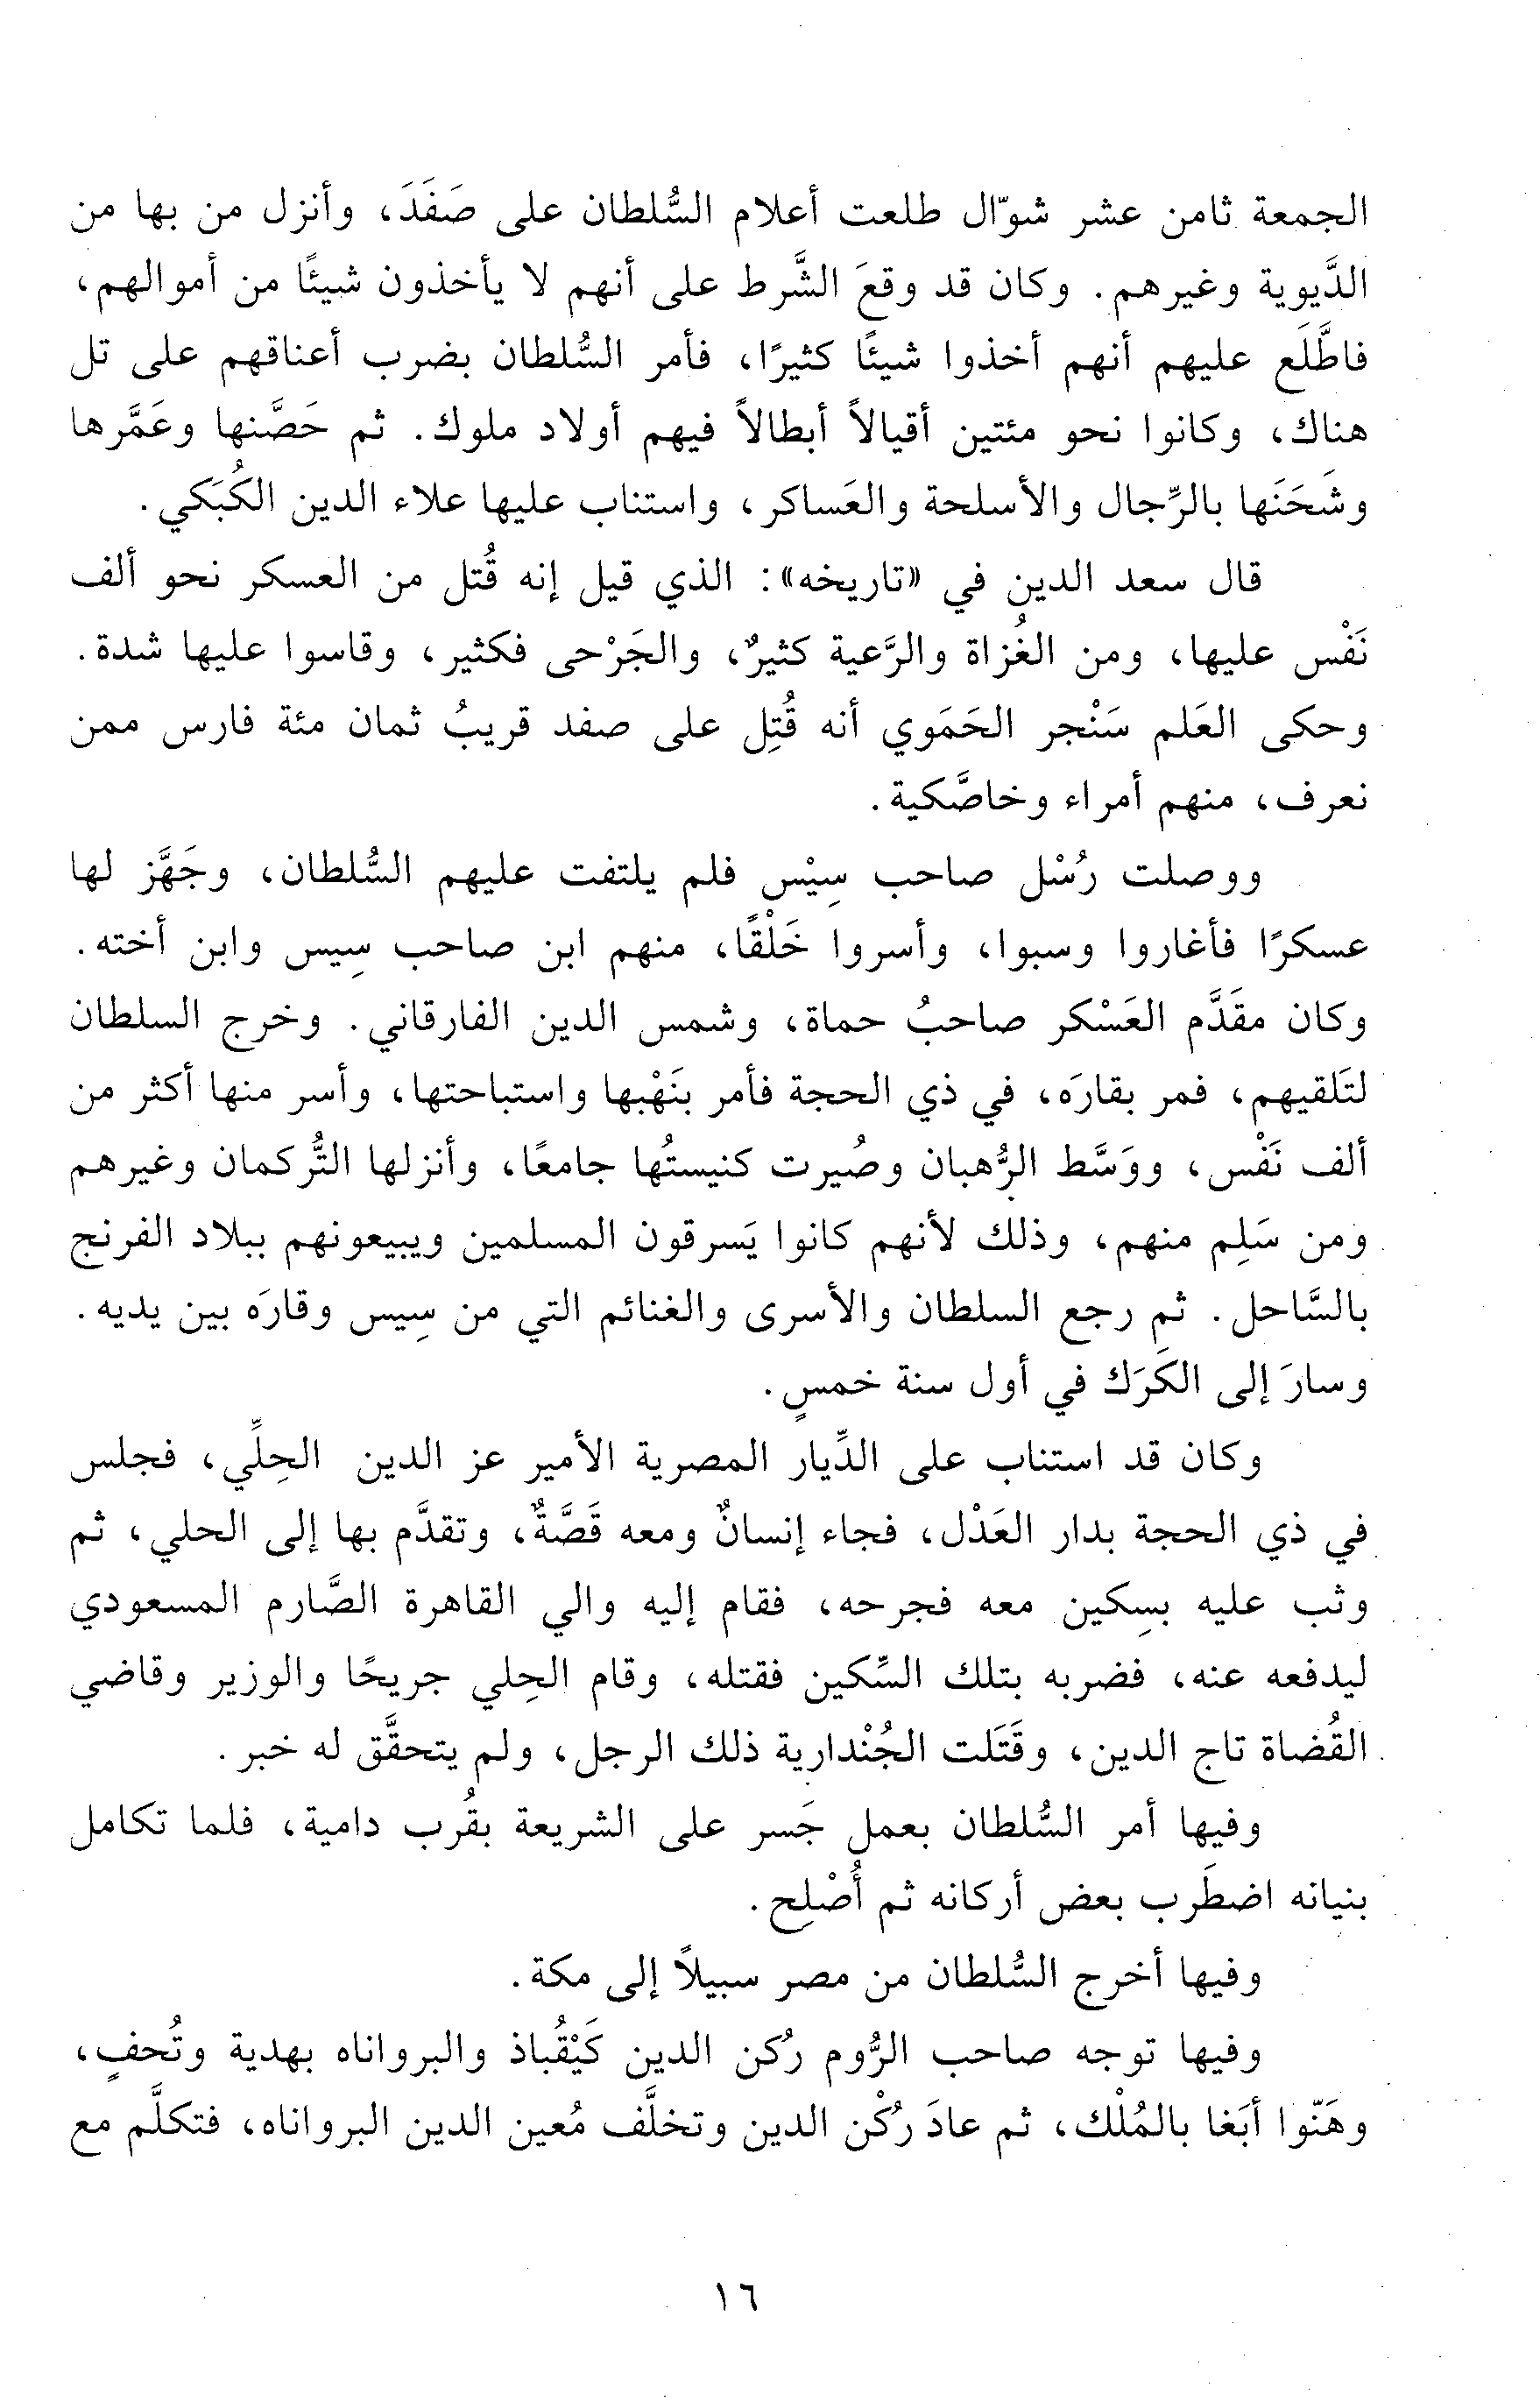 الجمعة ثامن عشر شوّال طلعت أعلام السُّلطان على صَفَدَ، وأنزل من بها من
الدَّيوية وغيرهم. وكان قد وقعَ الشَّرط على أنهم لا يأخذون شيئًا من أموالهم،
فاطَّلَع عليهم أنهم أخذوا شيئًا كثيرًا، فأمر السُّلطان بضرب أعناقهم على تل
هناك، وكانوا نحو مئتين أقيالاً أبطالاً فيهم أولاد ملوك. ثم حَصَّنها وعَمَّرها
وشَحَنَها بالرِّجال والأسلحة والعَساكر، واستناب عليها علاء الدين الكُبَكي.
قال سعد الدين في «تاريخه»: الذي قيل إنه قُتل من العسكر نحو ألف
نَفْس عليها، ومن الغُزاة والرَّعية كثيرٌ، والجَرْحى فكثير، وقاسوا عليها شدة.
وحكى العَلم سَنْجر الحَمَوي أنه قُتِل على صفد قريبُ ثمان مئة فارس ممن
نعرف، منهم أمراء وخاصَّكية.
ووصلت رُسْل صاحب سِيْس فلم يلتفت عليهم السُّلطان، وجَهَّز لها
عسكرًا فأغاروا وسبوا، وأسروا خَلْقًا، منهم ابن صاحب سِيس وابن أخته.
وكان مقَدَّم العَسْكر صاحبُ حماة، وشمس الدين الفارقاني. وخرج السلطان
لتَلقيهم، فمر بقارَه، في ذي الحجة فأمر بنَهْبها واستباحتها، وأسر منها أكثر من
ألف نَفْس، ووَسَّط الرُّهبان وصُيرت كنيستُها جامعًا، وأنزلها التُّركمان وغيرهم
ومن سَلِم منهم، وذلك لأنهم كانوا يَسرقون المسلمين ويبيعونهم ببلاد الفرنج
بالسَّاحل. ثم رجع السلطان والأسرى والغنائم التي من سِيس وقارَه بين يديه.
وسارَ إلى الكَرَك في أول سنة خمسٍ.
وكان قد استناب على الدِّيار المصرية الأمير عز الدين الحِلِّي، فجلس
في ذي الحجة بدار العَدْل، فجاء إنسانٌ ومعه قَصَّةٌ، وتقدَّم بها إلى الحلي، ثم
وثب عليه بسِكين معه فجرحه، فقام إليه والي القاهرة الصَّارم المسعودي
ليدفعه عنه، فضربه بتلك السِّكين فقتله، وقام الحِلي جريحًا والوزير وقاضي
القُضاة تاج الدين، وقَتَلت الجُنْدارية ذلك الرجل، ولم يتحقَّق له خبر.
وفيها أمر السُّلطان بعمل جَسر على الشريعة بقُرب دامية، فلما تكامل
بنيانه اضطَرب بعض أركانه ثم أُصْلح.
وفيها أخرج السُّلطان من مصر سبيلاً إلى مكة.
وفيها توجه صاحب الرُّوم رُكن الدين كَيْقُباذ والبرواناه بهدية وتُحفٍ،
وهَنّوا أبَغا بالمُلْك، ثم عادَ رُكْن الدين وتخلَّف مُعين الدين البرواناه، فتكلَّم مع
١٦